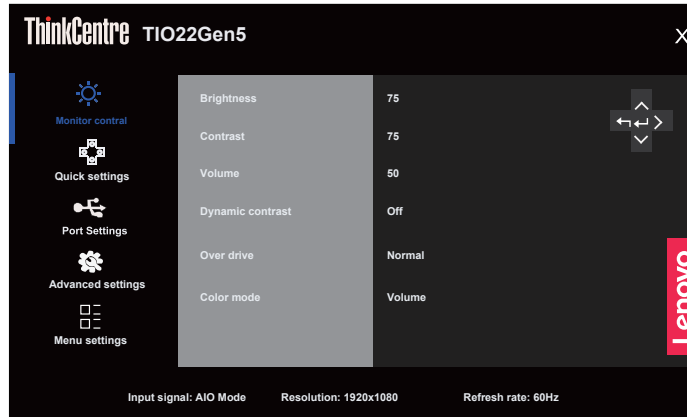 ThinkCentre TIO22Gen5
X
Monitor contral
Quick settings
Port Settings
Advanced settings
Menu settings
Brightness 75
Contrast 75
Volume 50
Dynamic contrast Off
Over drive Normal
Color mode Volume
Lenovo
Input signal: AIO Mode Resolution: 1920x1080 Refresh rate: 60Hz